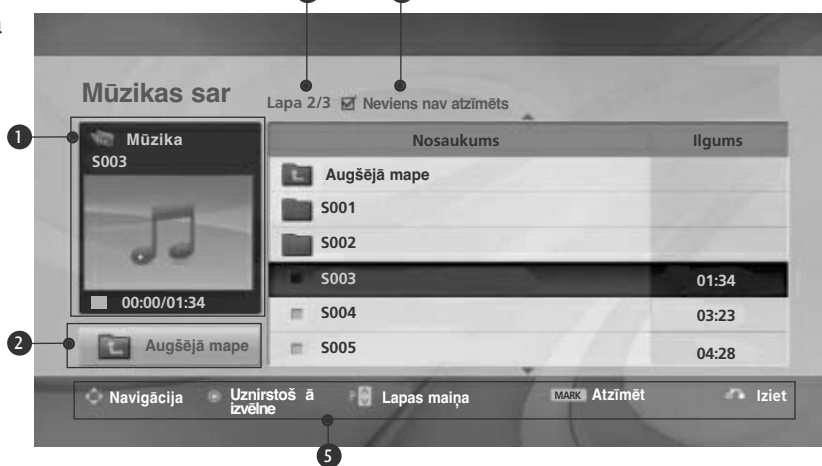 Mūzikas sar
Lapa 2/3 Neviens nav atzīmēts
1
Mūzika
S003
00:00/01:34
2
Augšējā mape
Nosaukums Ilgums
Augšējā mape
S001
S002
S003 01:34
S004 03:23
S005 04:28
Navigācija Uznirstoš ā izvēlne Lapas maiņa MARK Atzīmēt Iziet
5